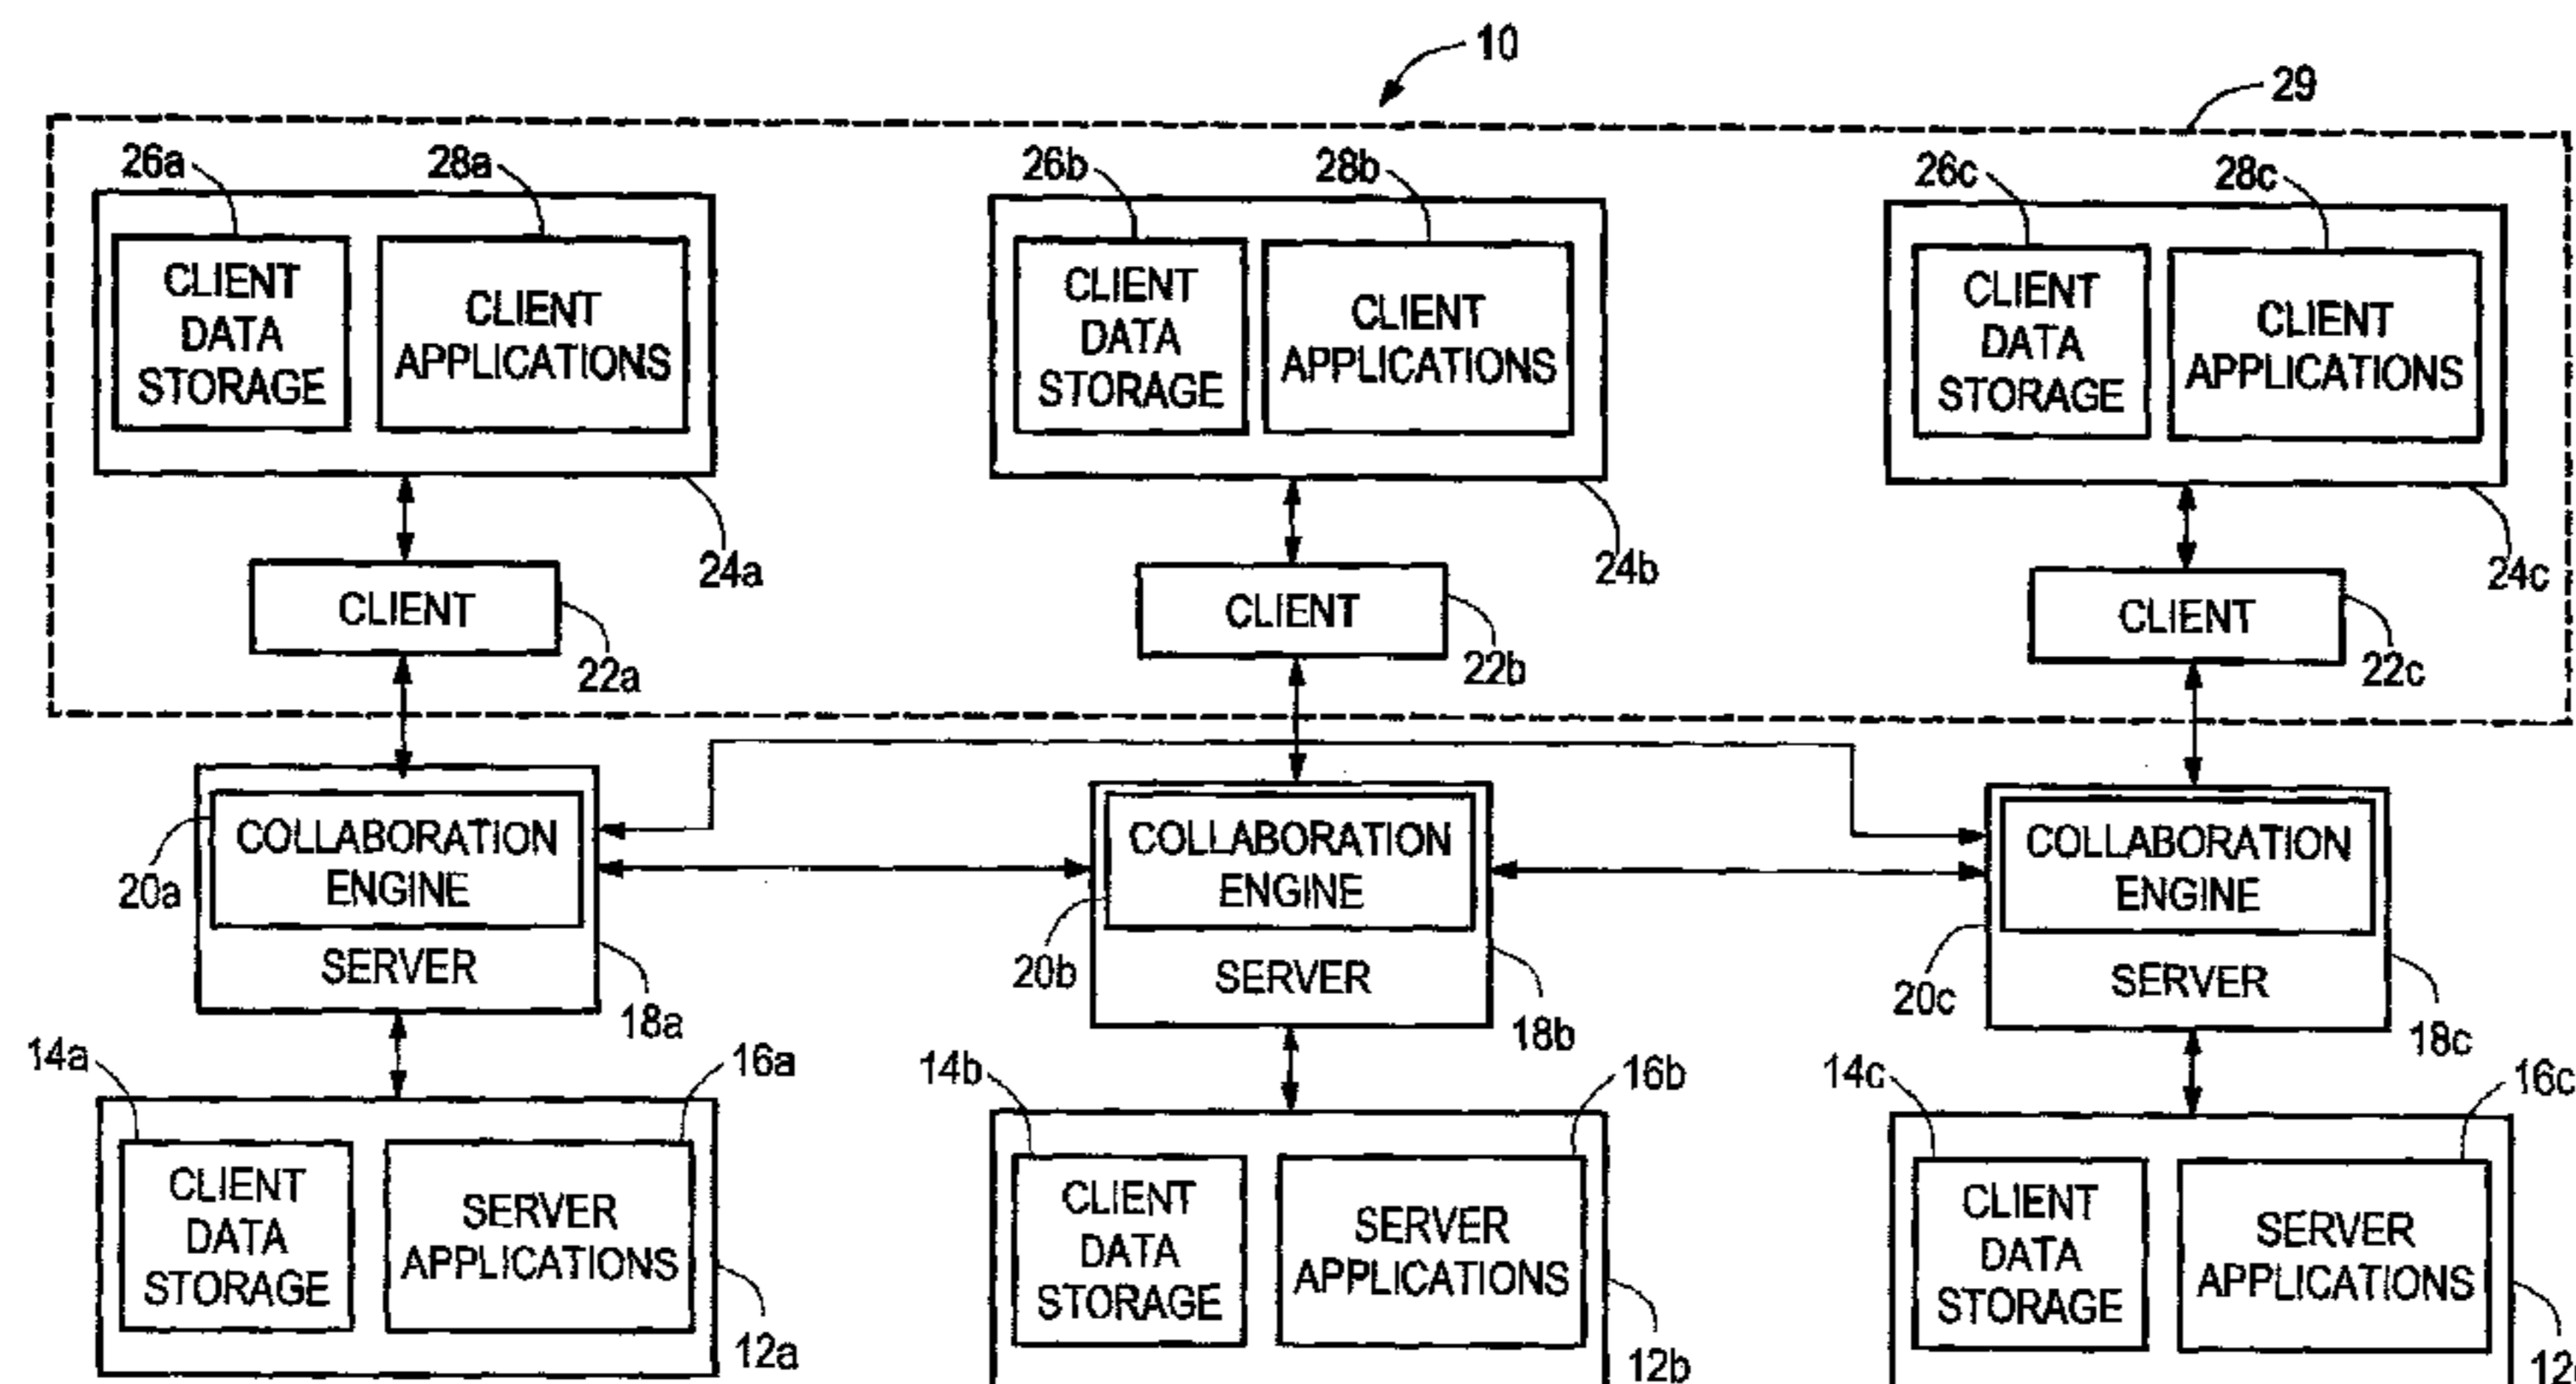 10
29
26a
28a
26b
28b
26c
28c
CLIENT
DATA
STORAGE
CLIENT
APPLICATIONS
CLIENT
DATA
STORAGE
CLIENT
APPLICATIONS
CLIENT
DATA
STORAGE
CLIENT
APPLICATIONS
24a
24b
24c
CLIENT
CLIENT
CLIENT
22a
22b
22c
COLLABORATION
ENGINE
SERVER
COLLABORATION
ENGINE
SERVER
COLLABORATION
ENGINE
SERVER
20a
20b
20c
18a
18b
18c
14a
16a
14b
16b
14c
16c
CLIENT
DATA
STORAGE
SERVER
APPLICATIONS
CLIENT
DATA
STORAGE
SERVER
APPLICATIONS
CLIENT
DATA
STORAGE
SERVER
APPLICATIONS
12a
12b